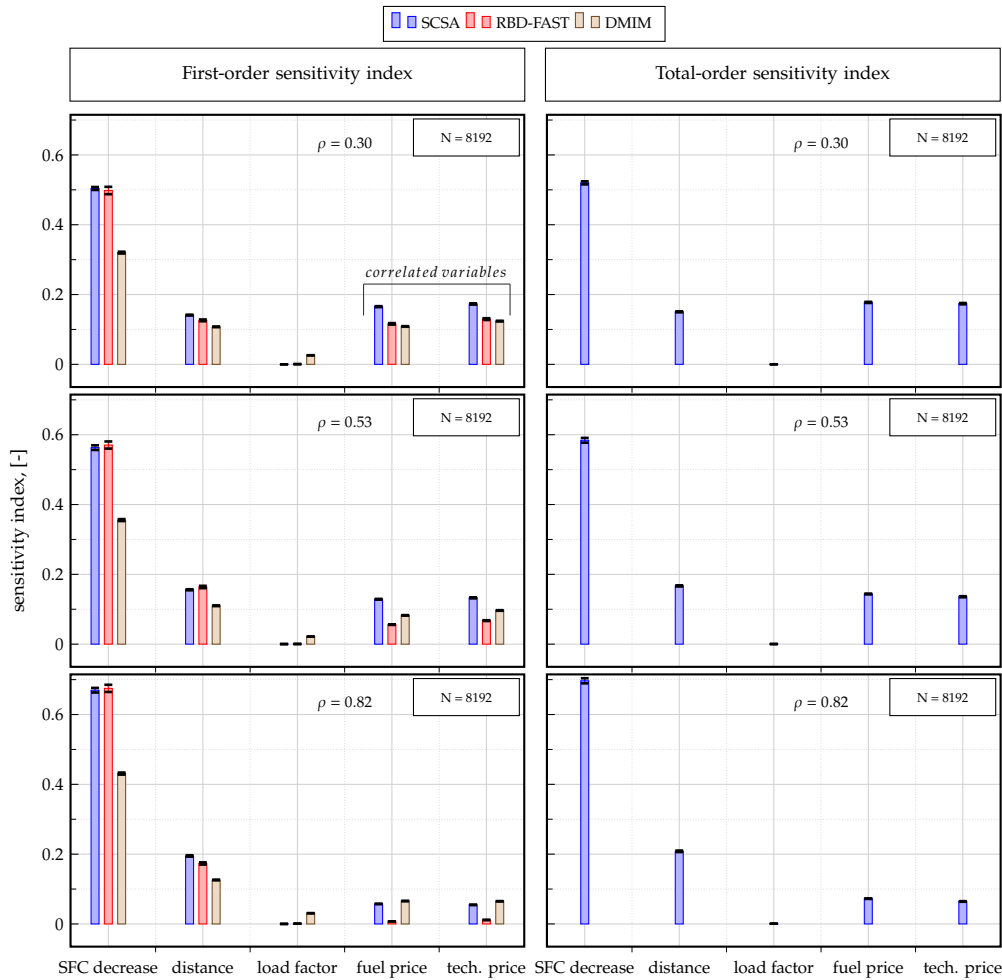 SCSA RBD-FAST DMIM
First-order sensitivity index
Total-order sensitivity index
ρ = 0.30
N = 8192
ρ = 0.30
N = 8192
0.6
0.4
correlated variables
0.2
0
ρ = 0.53
N = 8192
ρ = 0.53
N = 8192
0.6
0.4
0.2
0
sensitivity index, [-]
ρ = 0.82
N = 8192
ρ = 0.82
N = 8192
0.6
0.4
0.2
0
SFC decrease distance load factor fuel price tech. price SFC decrease distance load factor fuel price tech. price